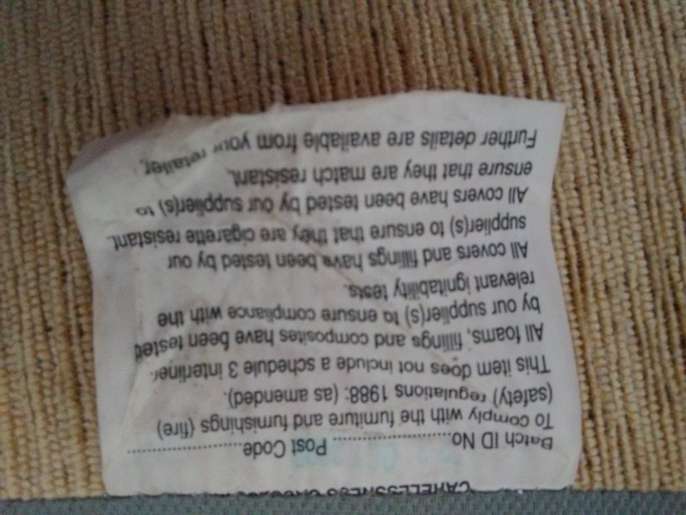 CARELESSNESS CAUSES
Batch ID No. Post Code
To comply with the furniture and furnishings (fire)
(safety) regulations 1988: (as amended).
This item does not include a schedule 3 interliner.
All foams, fillings and composites have been tested
by our supplier(s) to ensure compliance with the
relevant ignitability tests.
All covers and fillings have been tested by our
supplier(s) to ensure that they are cigarette resistant.
All covers have been tested by our supplier(s) to
ensure that they are match resistant.
Further details are available from your retailer.